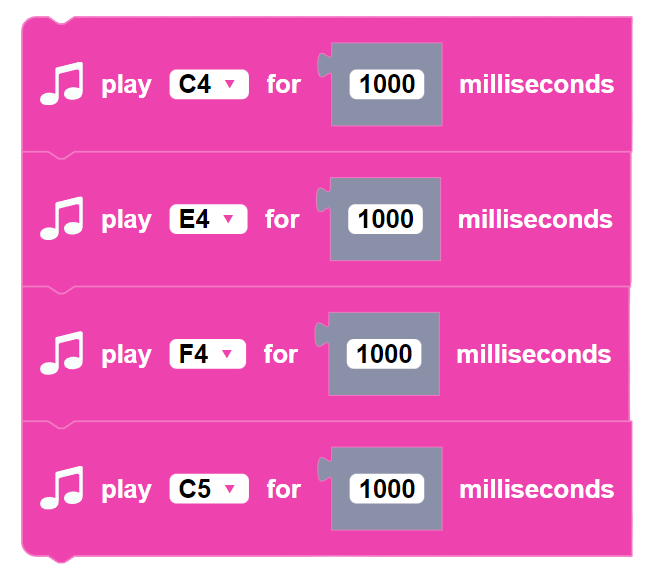 play C4 for 1000 milliseconds
play E4 for 1000 milliseconds
play F4 for 1000 milliseconds
play C5 for 1000 milliseconds